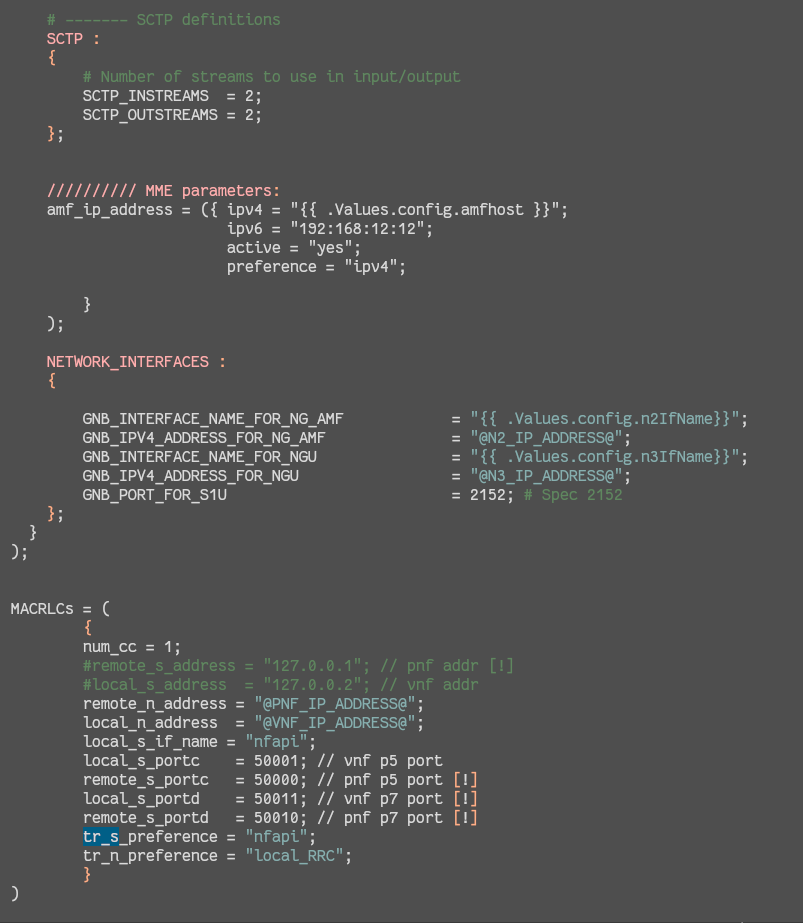 # ------- SCTP definitions
SCTP :
{
# Number of streams to use in input/output
SCTP_INSTREAMS  = 2;
SCTP_OUTSTREAMS = 2;
};
////////// MME parameters:
amf_ip_address = ({ ipv4 = "{{ .Values.config.amfhost }}";
ipv6 = "192:168:12:12";
active = "yes";
preference = "ipv4";
}
);
NETWORK_INTERFACES :
{
GNB_INTERFACE_NAME_FOR_NG_AMF            = "{{ .Values.config.n2IfName}}";
GNB_IPV4_ADDRESS_FOR_NG_AMF              = "@N2_IP_ADDRESS@";
GNB_INTERFACE_NAME_FOR_NGU               = "{{ .Values.config.n3IfName}}";
GNB_IPV4_ADDRESS_FOR_NGU                 = "@N3_IP_ADDRESS@";
GNB_PORT_FOR_S1U                         = 2152; # Spec 2152
};
}
);
MACRLCs = (
{
num_cc = 1;
#remote_s_address = "127.0.0.1"; // pnf addr [!]
#local_s_address  = "127.0.0.2"; // vnf addr
remote_n_address = "@PNF_IP_ADDRESS@";
local_n_address  = "@VNF_IP_ADDRESS@";
local_s_if_name = "nfapi";
local_s_portc    = 50001; // vnf p5 port
remote_s_portc   = 50000; // pnf p5 port [!]
local_s_portd    = 50011; // vnf p7 port [!]
remote_s_portd   = 50010; // pnf p7 port [!]
tr_s_preference = "nfapi";
tr_n_preference = "local_RRC";
}
)